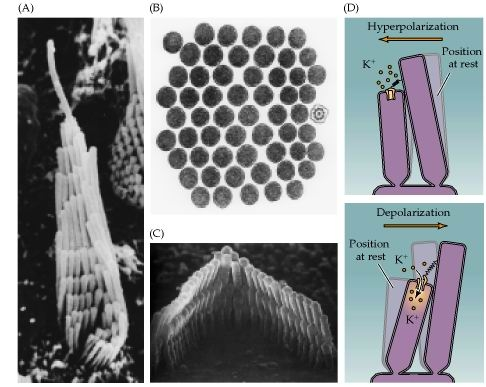 (A)
(B)
(C)
(D)
Hyperpolarization
K+
Position
at rest
Depolarization
Position
at rest
K+
K+